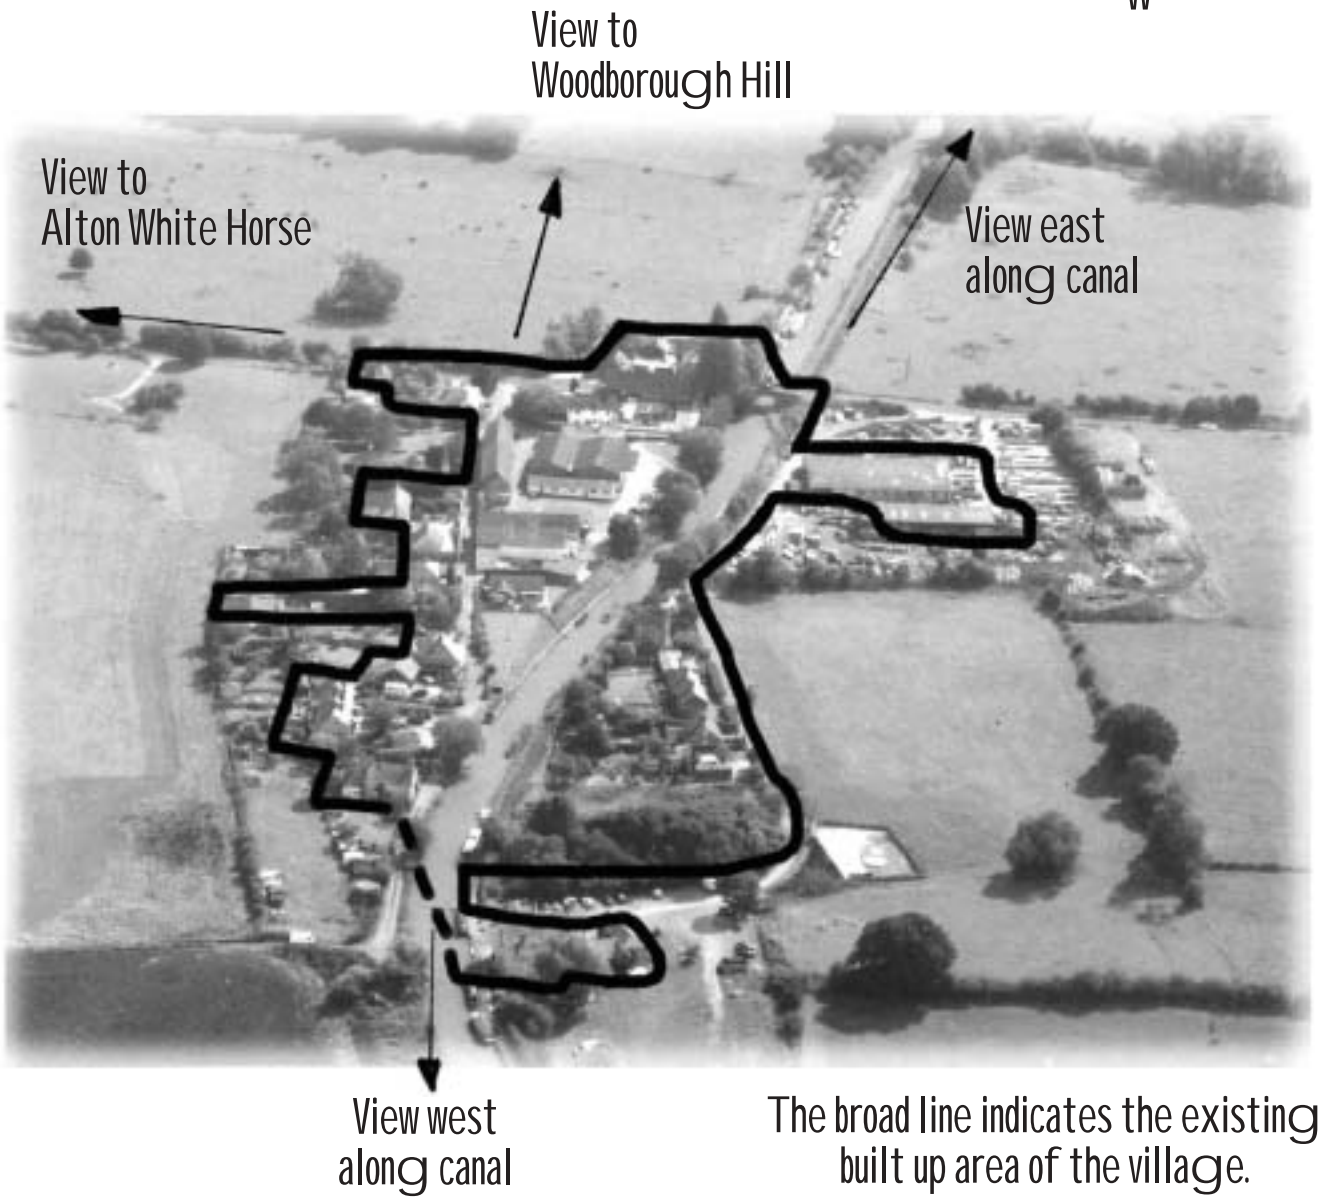 W
View to
Woodborough Hill
View to
Alton White Horse
View east
along canal
View west
along canal
The broad line indicates the existing
built up area of the village.